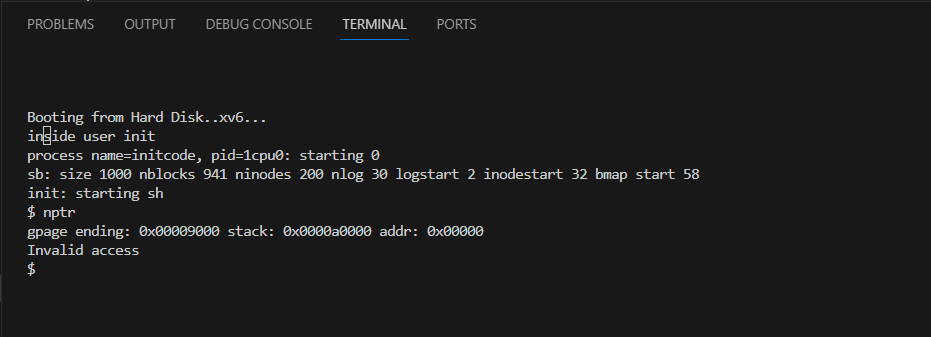 PROBLEMS OUTPUT DEBUG CONSOLE TERMINAL PORTS
Booting from Hard Disk..xv6...
inside user init
process name=initcode, pid=1cpu0: starting 0
sb: size 1000 nblocks 941 ninodes 200 nlog 30 logstart 2 inodestart 32 bmap start 58
init: starting sh
$ nptr
gpage ending: 0x00009000 stack: 0x0000a0000 addr: 0x00000
Invalid access
$